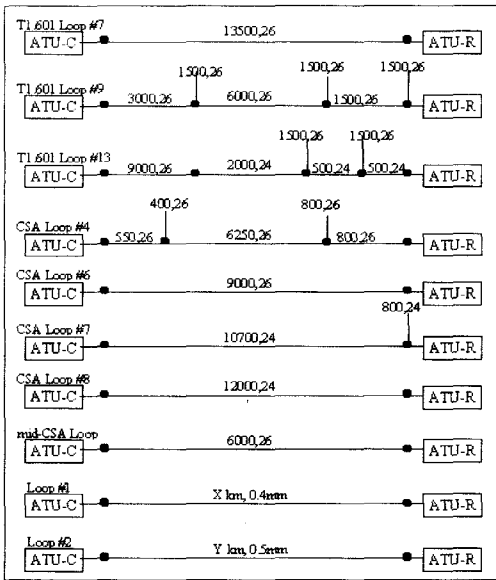 T1.601 Loop #7
13500,26
ATU-C ATU-R
1500,26 1500,26 1500,26
T1.601 Loop #9
3000,26 6000,26 1500,26
ATU-C ATU-R
1500,26 1500,26
T1.601 Loop #13
9000,26 2000,24 500,24 500,24
ATU-C ATU-R
400,26 800,26
CSA Loop #4
550,26 6250,26 800,26
ATU-C ATU-R
CSA Loop #6
9000,26
ATU-C ATU-R
800,24
CSA Loop #7
10700,24
ATU-C ATU-R
CSA Loop #8
12000,24
ATU-C ATU-R
mid-CSA Loop
6000,26
ATU-C ATU-R
Loop #1
X km, 0.4mm
ATU-C ATU-R
Loop #2
Y km, 0.5mm
ATU-C ATU-R